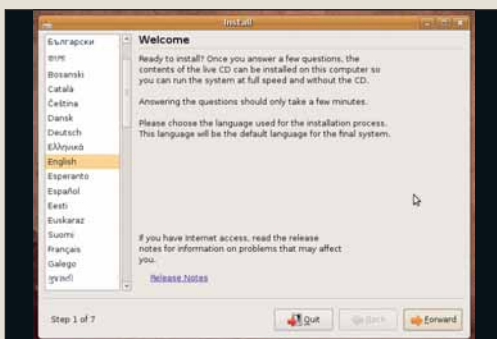 Install
Български
বাংলা
Bosanski
Català
Čeština
Dansk
Deutsch
Ελληνικά
English
Esperanto
Español
Eesti
Euskaraz
Suomi
Français
Galego
ગુજરાતી
Welcome
Ready to install? Once you answer a few questions, the
contents of the live CD can be installed on this computer so
you can run the system at full speed and without the CD.
Answering the questions should only take a few minutes.
Please choose the language used for the installation process.
This language will be the default language for the final system.
If you have Internet access, read the release
notes for information on problems that may affect
you.
Release Notes
Step 1 of 7
Quit
Go Back
Forward